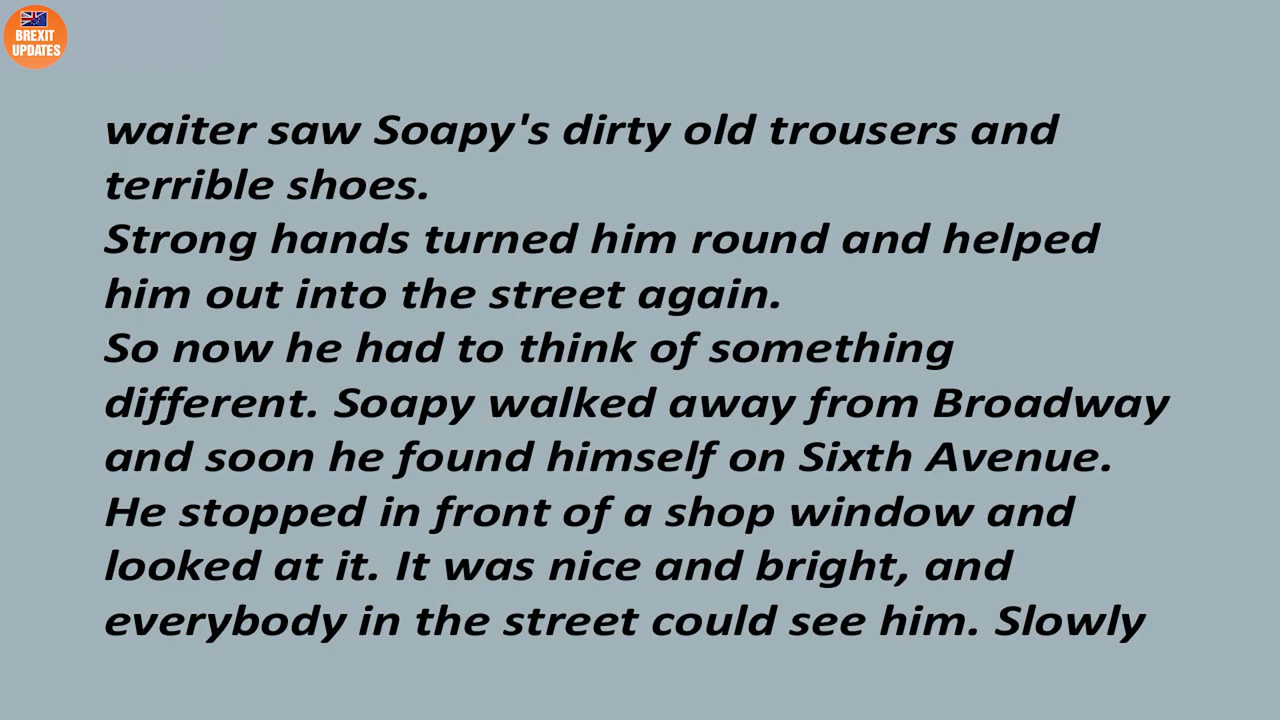 BREXIT
UPDATES
waiter saw Soapy's dirty old trousers and
terrible shoes.
Strong hands turned him round and helped
him out into the street again.
So now he had to think of something
different. Soapy walked away from Broadway
and soon he found himself on Sixth Avenue.
He stopped in front of a shop window and
looked at it. It was nice and bright, and
everybody in the street could see him. Slowly